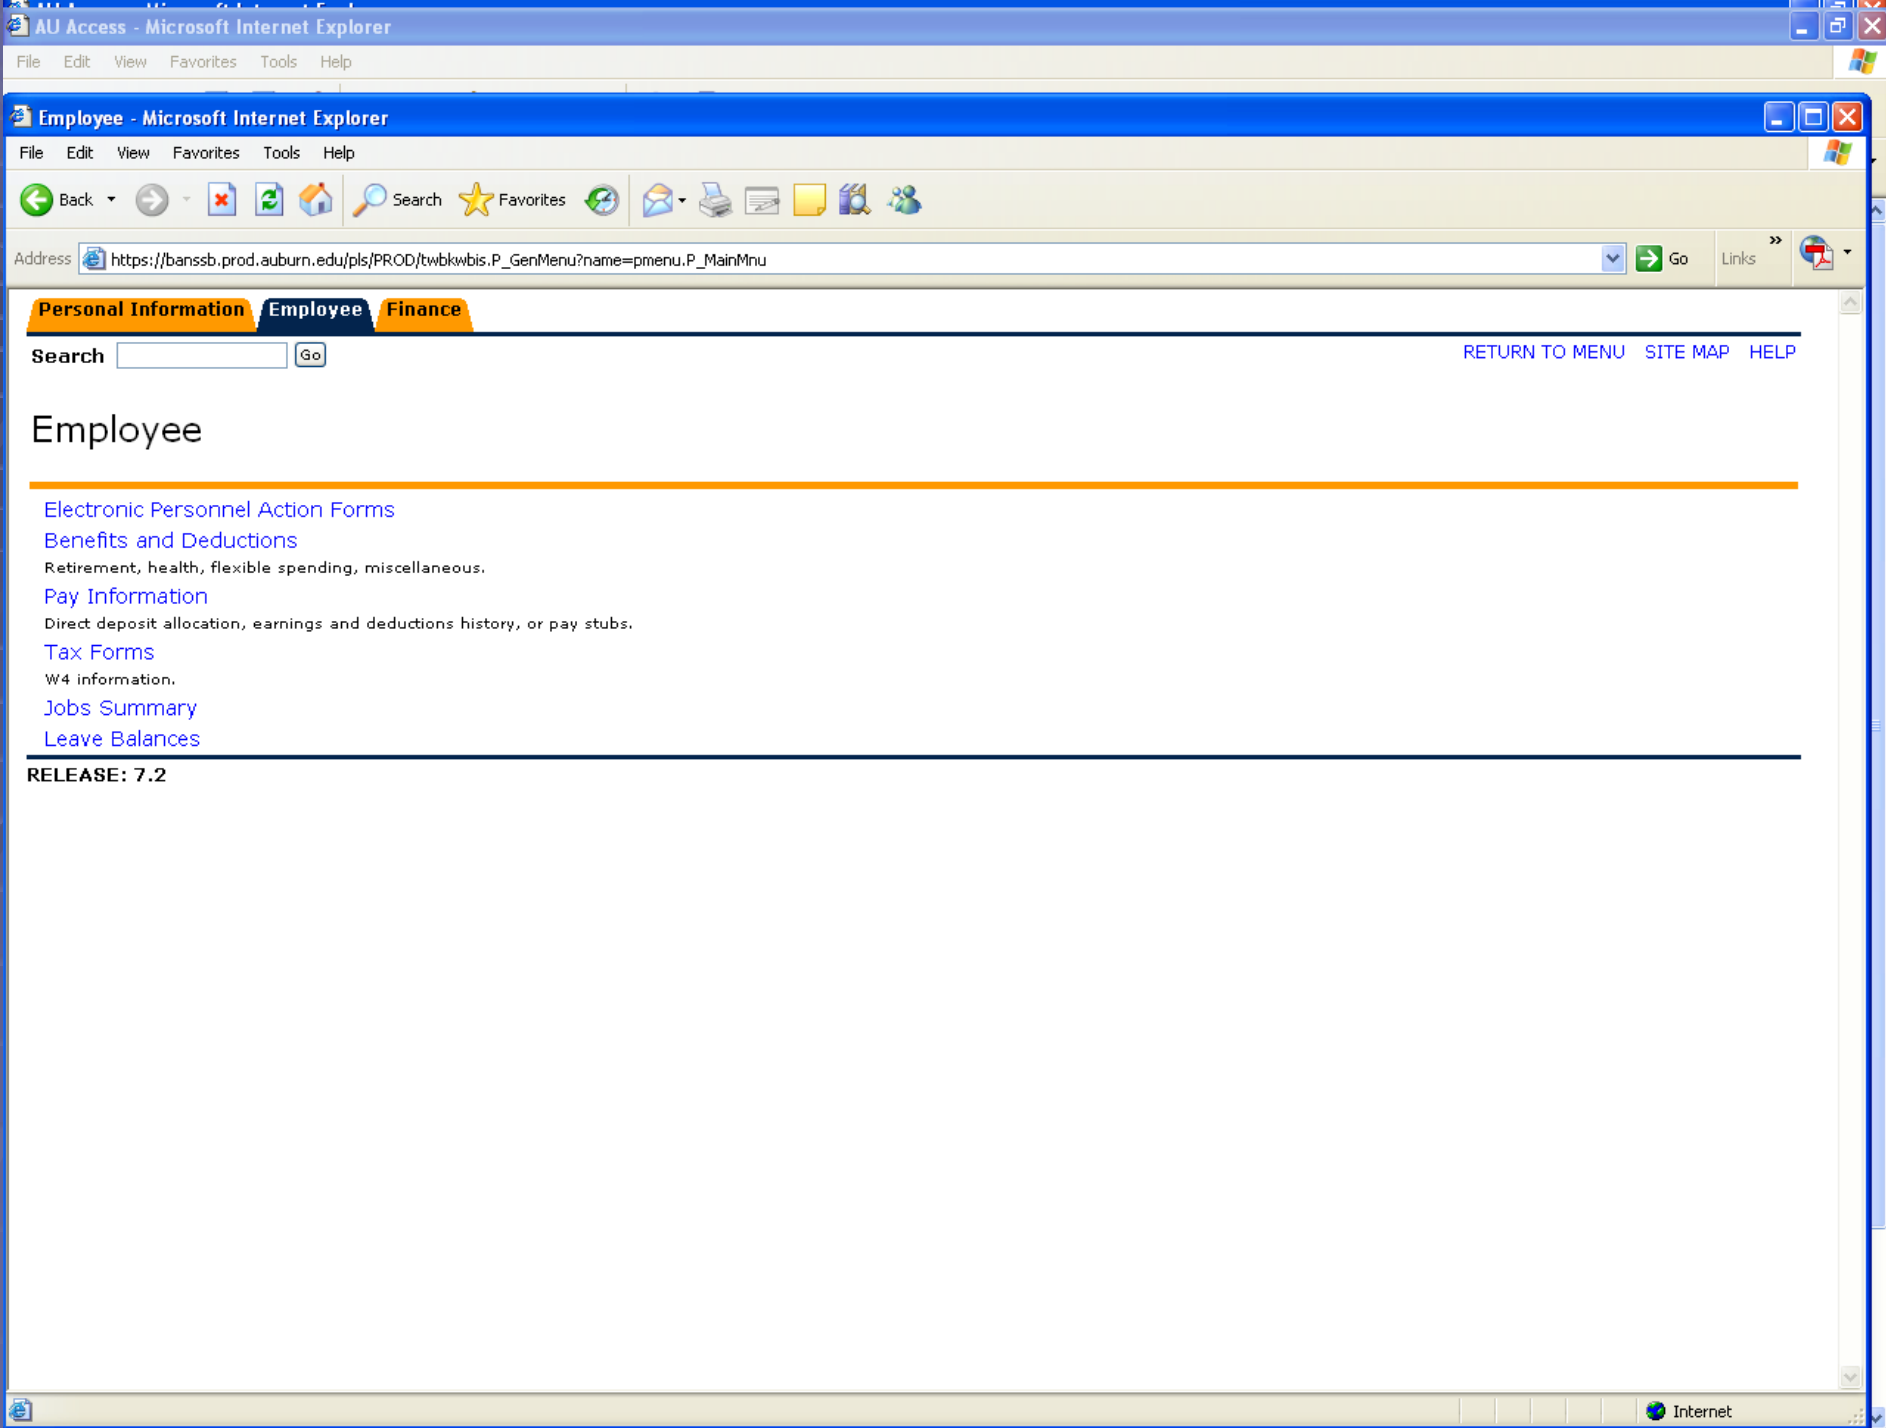 AU Access - Microsoft Internet Explorer
File Edit View Favorites Tools Help
Employee - Microsoft Internet Explorer
File Edit View Favorites Tools Help
Back Search Favorites
Address https://banssb.prod.auburn.edu/pls/PROD/twbkwbis.P_GenMenu?name=pmenu.P_MainMnu Go Links »
Personal Information Employee Finance
Search Go RETURN TO MENU SITE MAP HELP
Employee
Electronic Personnel Action Forms
Benefits and Deductions
Retirement, health, flexible spending, miscellaneous.
Pay Information
Direct deposit allocation, earnings and deductions history, or pay stubs.
Tax Forms
W4 information.
Jobs Summary
Leave Balances
RELEASE: 7.2
Internet